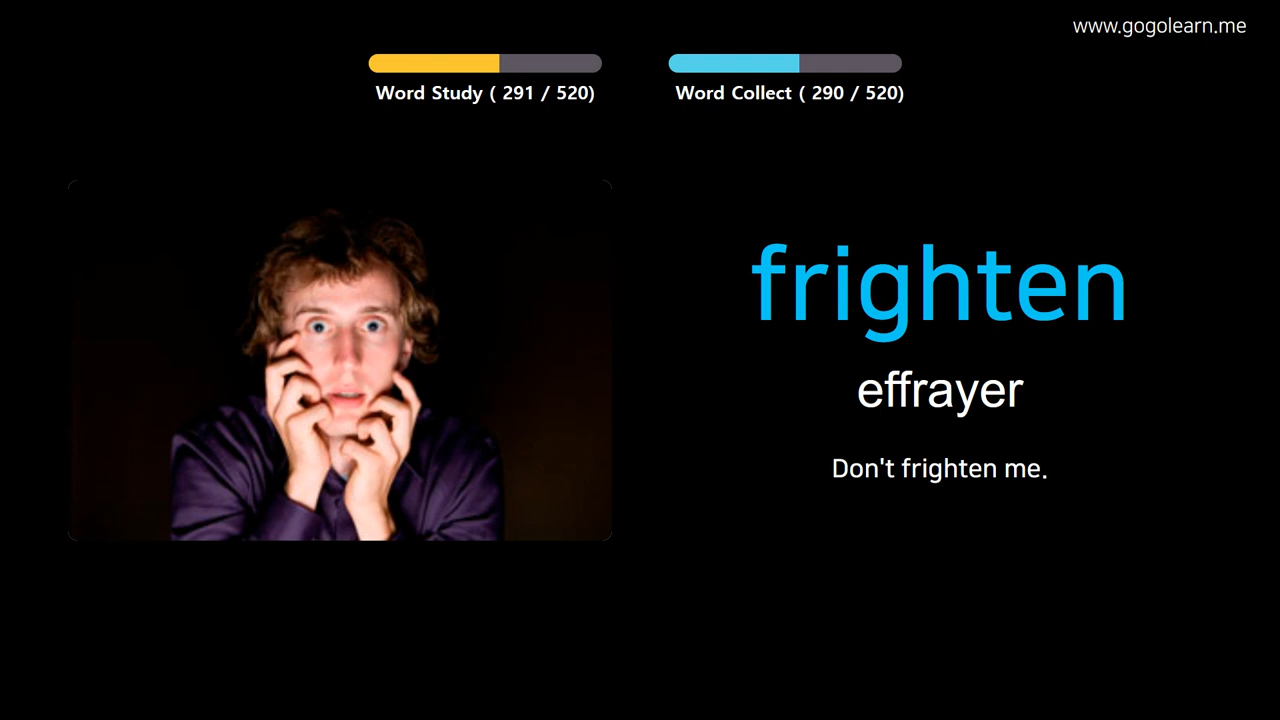 www.gogolearn.me
Word Study ( 291 / 520)
Word Collect ( 290 / 520)
frighten
effrayer
Don't frighten me.